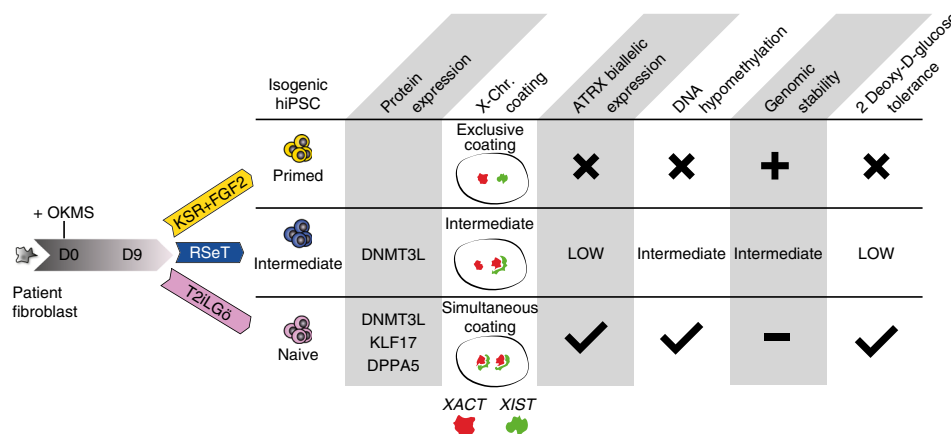 Isogenic
hiPSC
Protein
expression
X-Chr.
coating
ATRX biallelic
expression
DNA
hypomethylation
Genomic
stability
2 Deoxy-D-glucose
tolerance
+ OKMS
D0
D9
Patient
fibroblast
KSR+FGF2
RSeT
T2iLGö
Primed
Exclusive
coating
Intermediate
DNMT3L
Intermediate
LOW
Intermediate
Intermediate
LOW
Naive
DNMT3L
KLF17
DPPA5
Simultaneous
coating
XACT
XIST